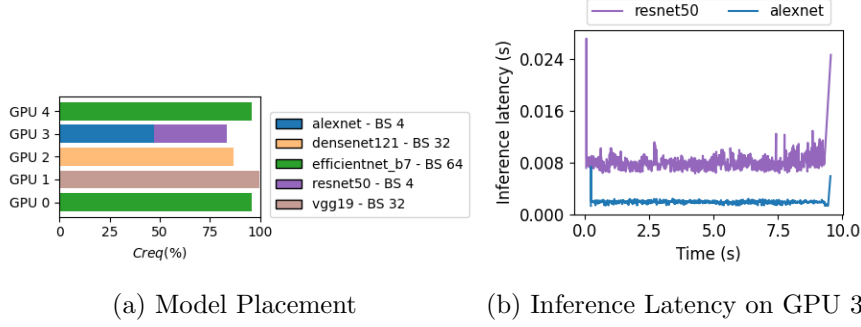 GPU 4
GPU 3
GPU 2
GPU 1
GPU 0
0 25 50 75 100
Creq(%)
alexnet - BS 4
densenet121 - BS 32
efficientnet_b7 - BS 64
resnet50 - BS 4
vgg19 - BS 32
(a) Model Placement
resnet50 alexnet
Inference latency (s)
0.024
0.016
0.008
0.000
0 2.5 5.0 7.5 10.0
Time (s)
(b) Inference Latency on GPU 3